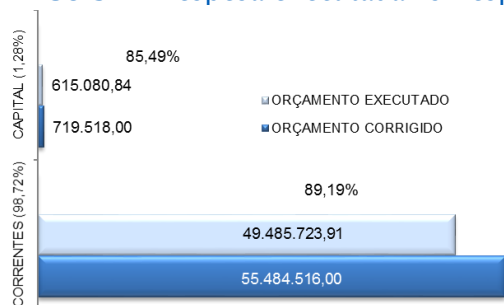 85,49%
CAPITAL (1,28%)
615.080,84
719.518,00
ORÇAMENTO EXECUTADO
ORÇAMENTO CORRIGIDO
CORRENTES (98,72%)
89,19%
49.485.723,91
55.484.516,00